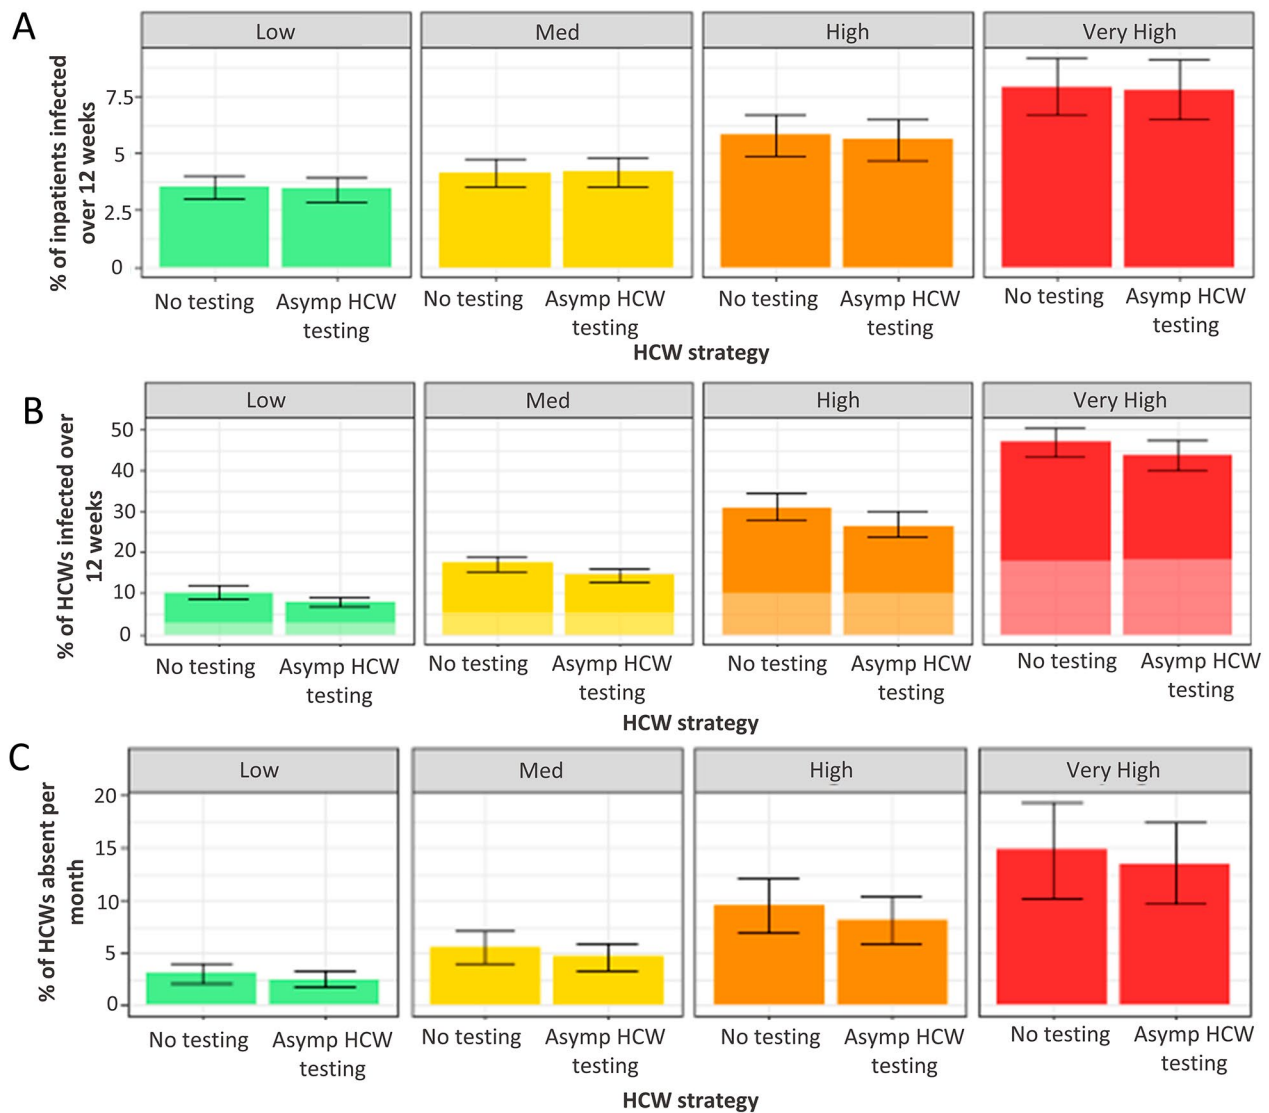 A
Low Med High Very High
% of inpatients infected
over 12 weeks
7.5
5
2.5
0
No testing Asymp HCW No testing Asymp HCW No testing Asymp HCW No testing Asymp HCW
testing testing testing testing
HCW strategy
B
Low Med High Very High
% of HCWs infected over
12 weeks
50
40
30
20
10
0
No testing Asymp HCW No testing Asymp HCW No testing Asymp HCW No testing Asymp HCW
testing testing testing testing
HCW strategy
C
Low Med High Very High
% of HCWs absent per
month
20
15
10
5
0
No testing Asymp HCW No testing Asymp HCW No testing Asymp HCW No testing Asymp HCW
testing testing testing testing
HCW strategy